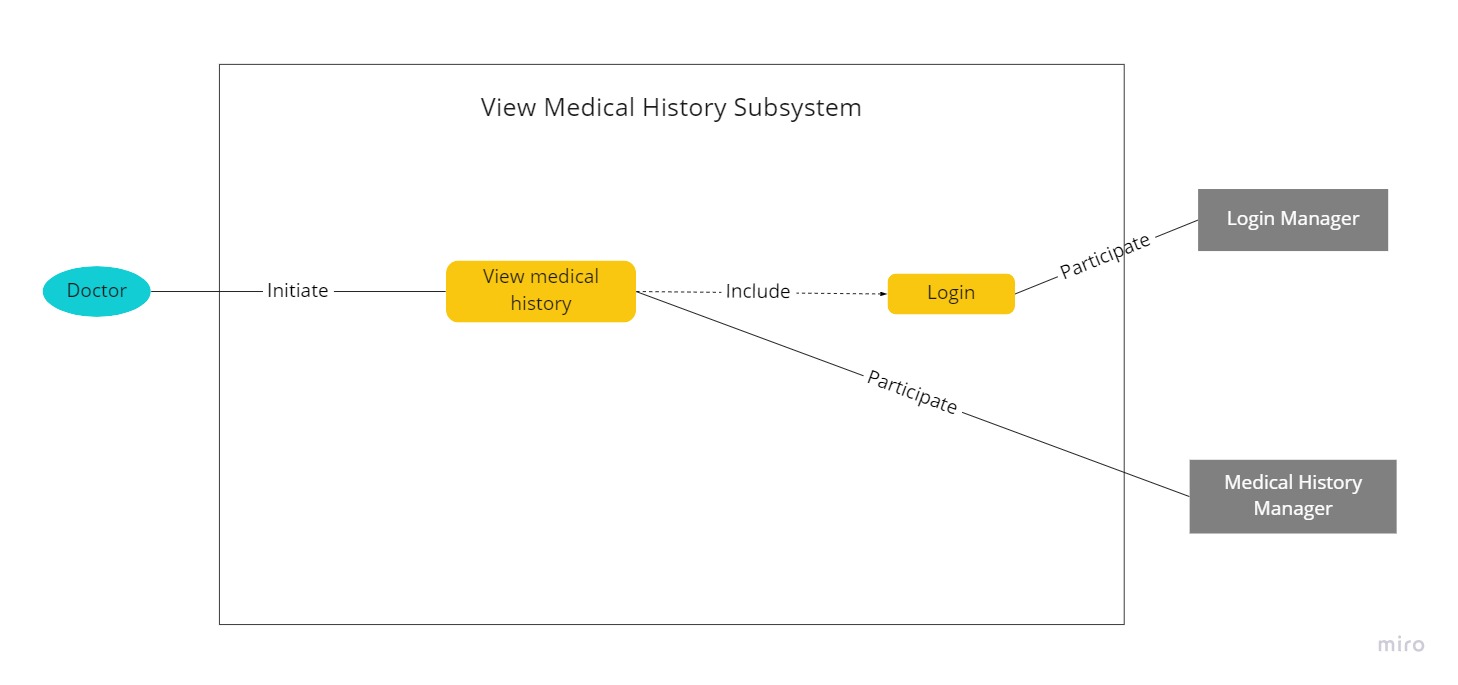 View Medical History Subsystem
Login Manager
Participate
Doctor
Initiate
View medical
history
Include
Login
Participate
Medical History
Manager
miro